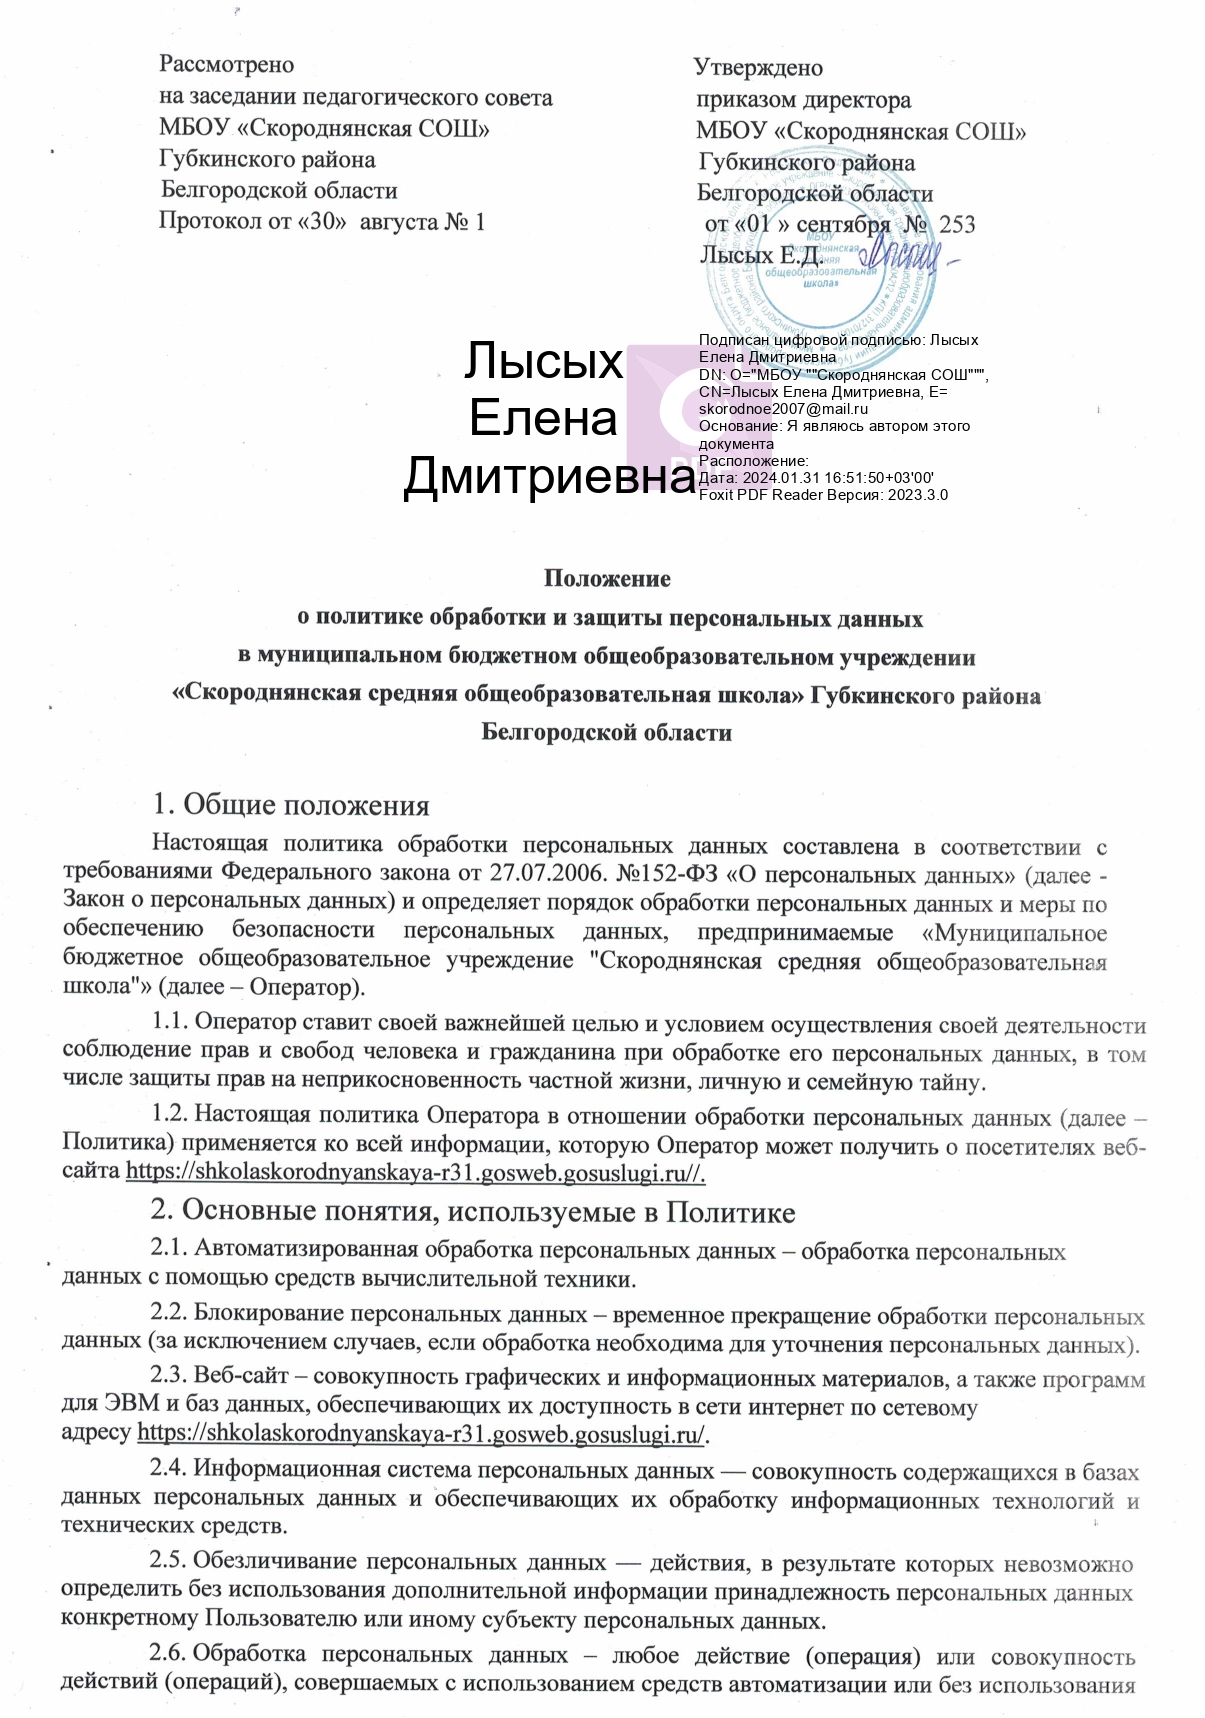 Рассмотрено
на заседании педагогического совета
МБОУ «Скороднянская СОШ»
Губкинского района
Белгородской области
Протокол от «30» августа № 1
Утверждено
приказом директора
МБОУ «Скороднянская СОШ»
Губкинского района
Белгородской области
от «01 » сентября № 253
Лысых Е.Д.
МБОУ
«Скороднянская
средняя
общеобразовательная
школа»
Лысых
Елена
Дмитриевна
PDF
Подписан цифровой подписью: Лысых
Елена Дмитриевна
DN: O="МБОУ ""Скороднянская СОШ""",
CN=Лысых Елена Дмитриевна, E=
skorodnoe2007@mail.ru
Основание: Я являюсь автором этого
документа
Расположение:
Дата: 2024.01.31 16:51:50+03'00'
Foxit PDF Reader Версия: 2023.3.0
Положение
о политике обработки и защиты персональных данных
в муниципальном бюджетном общеобразовательном учреждении
«Скороднянская средняя общеобразовательная школа» Губкинского района
Белгородской области
1. Общие положения
Настоящая политика обработки персональных данных составлена в соответствии с
требованиями Федерального закона от 27.07.2006. №152-ФЗ «О персональных данных» (далее -
Закон о персональных данных) и определяет порядок обработки персональных данных и меры по
обеспечению безопасности персональных данных, предпринимаемые «Муниципальное
бюджетное общеобразовательное учреждение "Скороднянская средняя общеобразовательная
школа"» (далее – Оператор).
1.1. Оператор ставит своей важнейшей целью и условием осуществления своей деятельности
соблюдение прав и свобод человека и гражданина при обработке его персональных данных, в том
числе защиты прав на неприкосновенность частной жизни, личную и семейную тайну.
1.2. Настоящая политика Оператора в отношении обработки персональных данных (далее –
Политика) применяется ко всей информации, которую Оператор может получить о посетителях веб-
сайта https://shkolaskorodnyanskaya-r31.gosweb.gosuslugi.ru//.
2. Основные понятия, используемые в Политике
2.1. Автоматизированная обработка персональных данных – обработка персональных
данных с помощью средств вычислительной техники.
2.2. Блокирование персональных данных – временное прекращение обработки персональных
данных (за исключением случаев, если обработка необходима для уточнения персональных данных).
2.3. Веб-сайт – совокупность графических и информационных материалов, а также программ
для ЭВМ и баз данных, обеспечивающих их доступность в сети интернет по сетевому
адресу https://shkolaskorodnyanskaya-r31.gosweb.gosuslugi.ru/.
2.4. Информационная система персональных данных — совокупность содержащихся в базах
данных персональных данных и обеспечивающих их обработку информационных технологий и
технических средств.
2.5. Обезличивание персональных данных — действия, в результате которых невозможно
определить без использования дополнительной информации принадлежность персональных данных
конкретному Пользователю или иному субъекту персональных данных.
2.6. Обработка персональных данных – любое действие (операция) или совокупность
действий (операций), совершаемых с использованием средств автоматизации или без использования